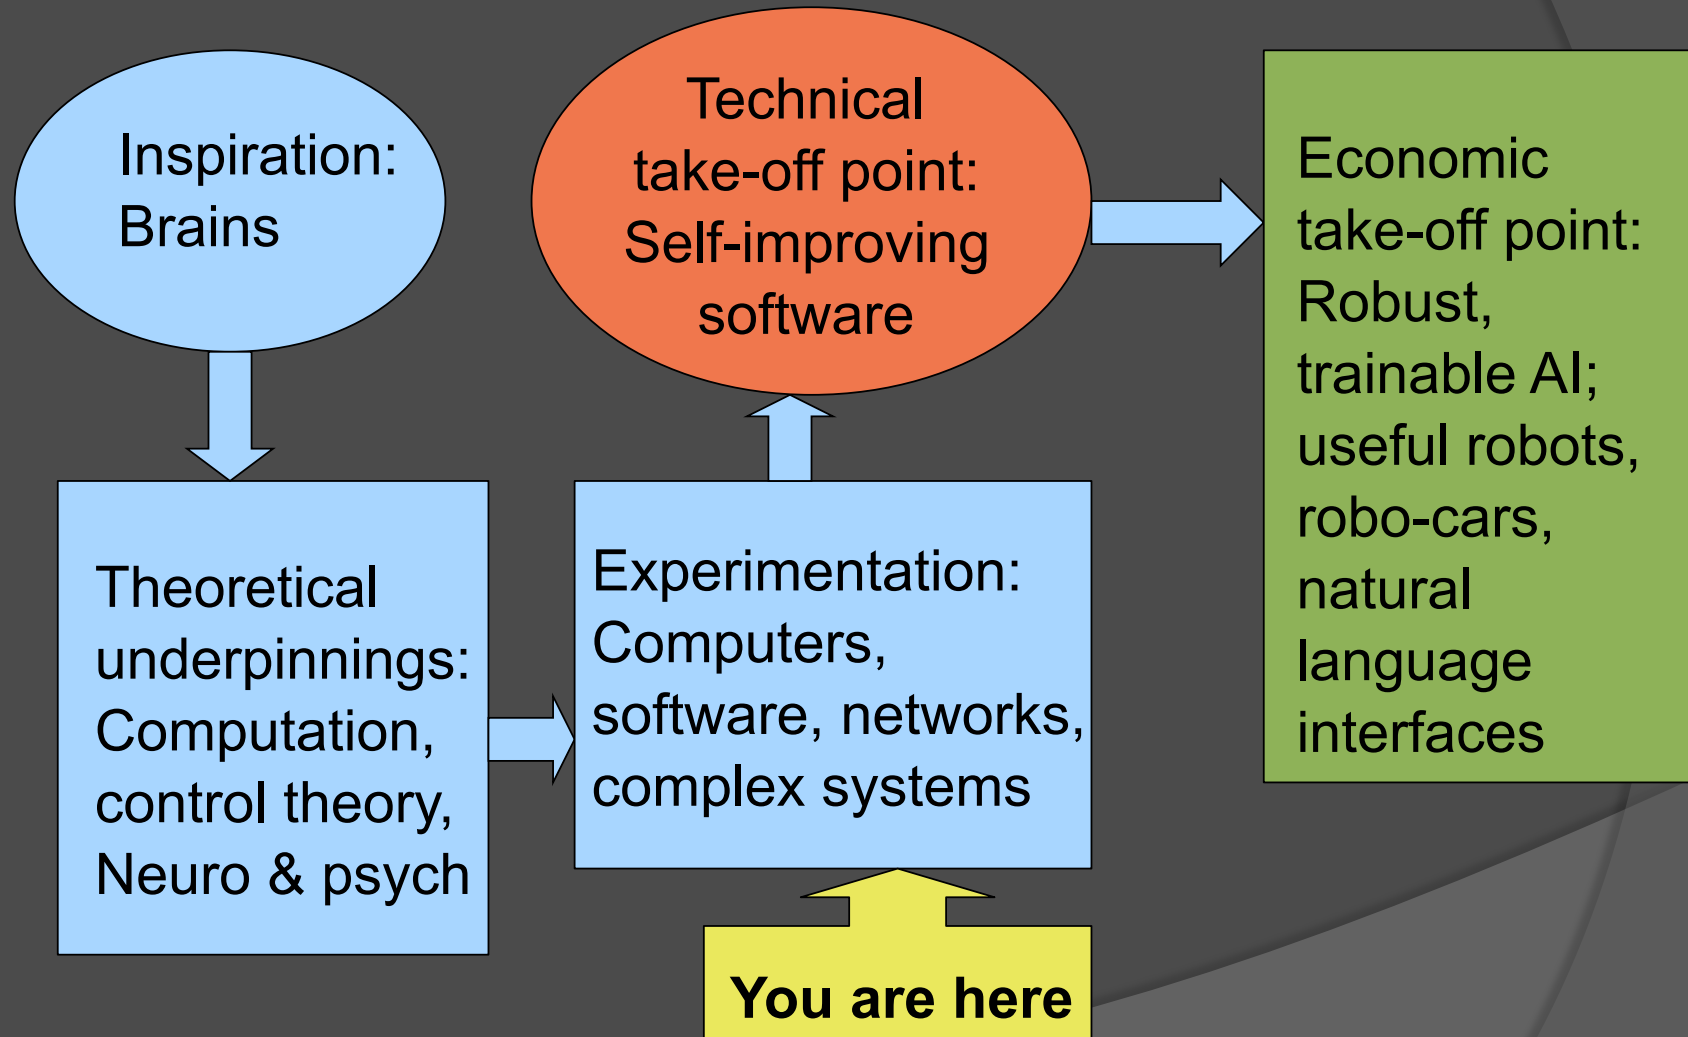 Inspiration:
Brains
Theoretical
underpinnings:
Computation,
control theory,
Neuro & psych
Experimentation:
Computers,
software, networks,
complex systems
You are here
Technical
take-off point:
Self-improving
software
Economic
take-off point:
Robust,
trainable AI;
useful robots,
robo-cars,
natural
language
interfaces